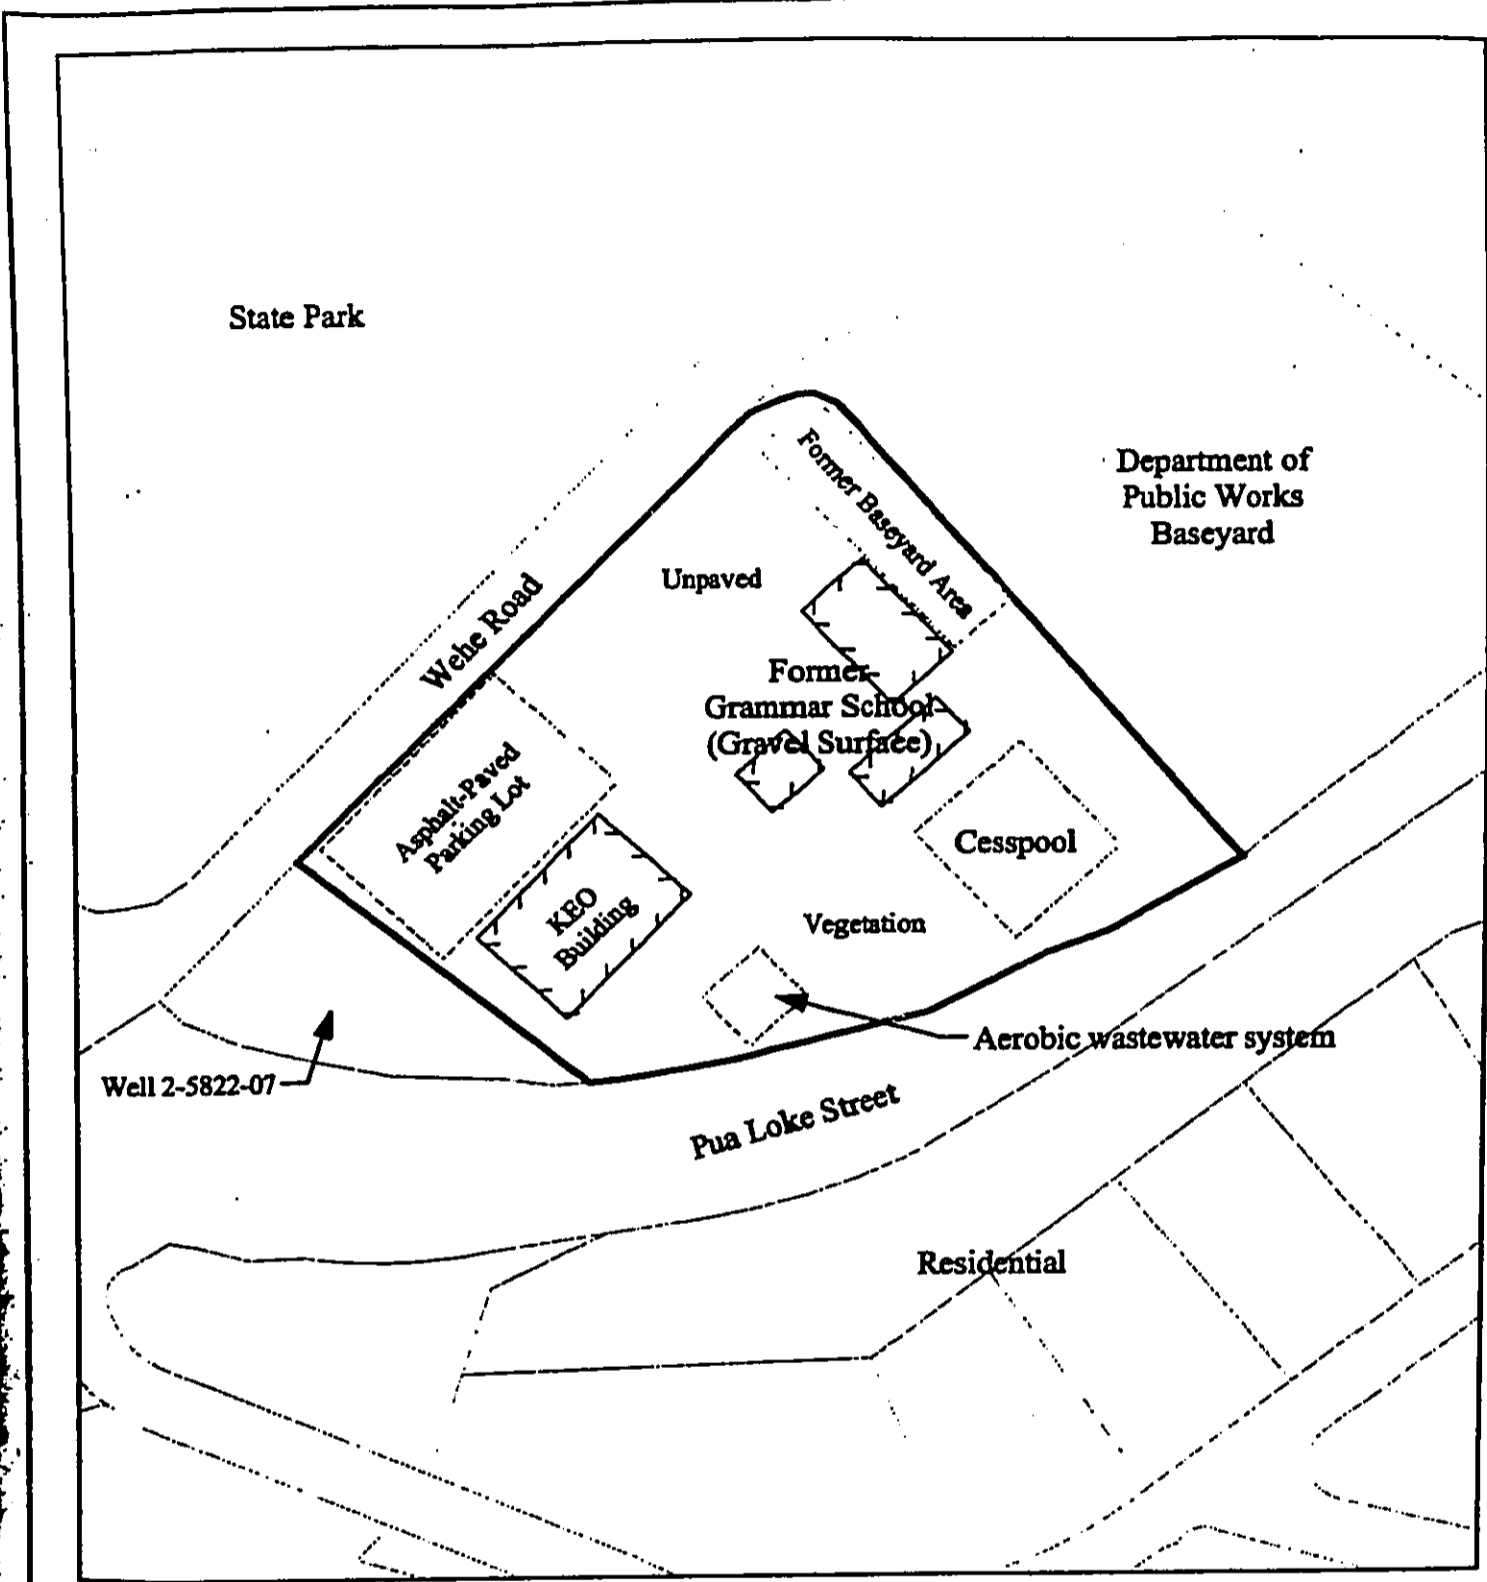 State Park
Department of
Public Works
Baseyard
Former Baseyard Area
Unpaved
Wehe Road
Former
Grammar School
(Gravel Surface)
Asphalt-Paved
Parking Lot
Cesspool
KEO
Building
Vegetation
Aerobic wastewater system
Well 2-5822-07
Pua Loke Street
Residential